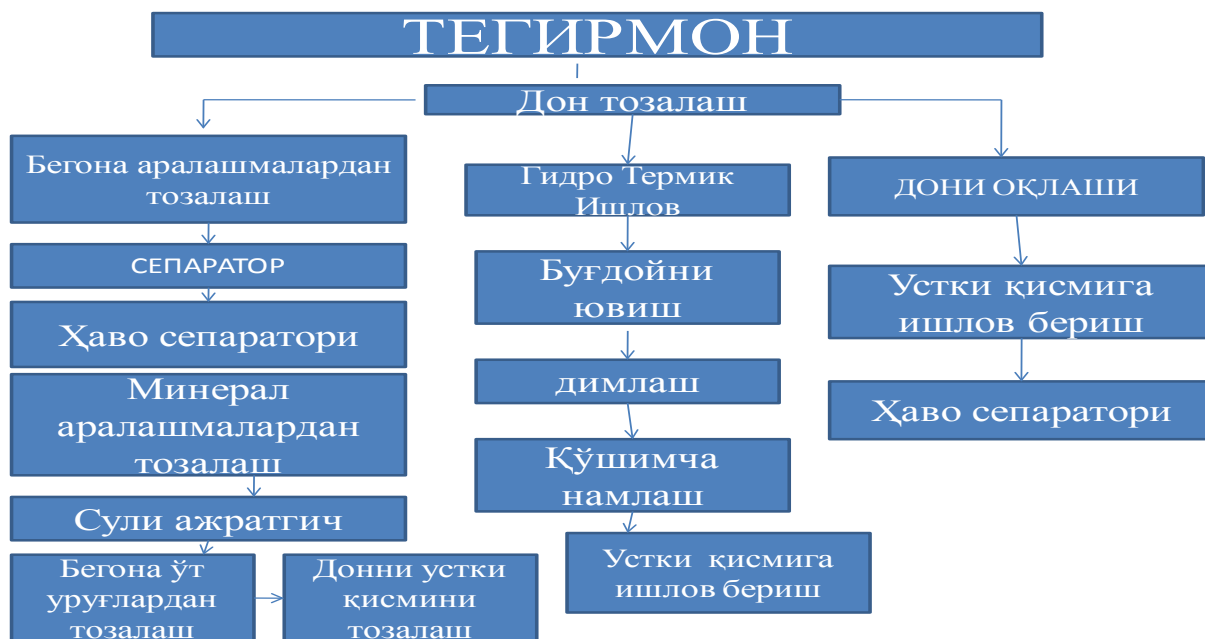 ТЕГИРМОН
Дон тозалаш
Бегона аралашмалардан
тозалаш
СЕПАРАТОР
Ҳаво сепаратори
Минерал
аралашмалардан
тозалаш
Сули ажратгич
Бегона ўт
уруғлардан
тозалаш
Донни устки
қисмини
тозалаш
Гидро Термик
Ишлов
Буғдойни
ювиш
димлаш
Қўшимча
намлаш
Устки қисмига
ишлов бериш
ДОНИ ОҚЛАШИ
Устки қисмига
ишлов бериш
Ҳаво сепаратори